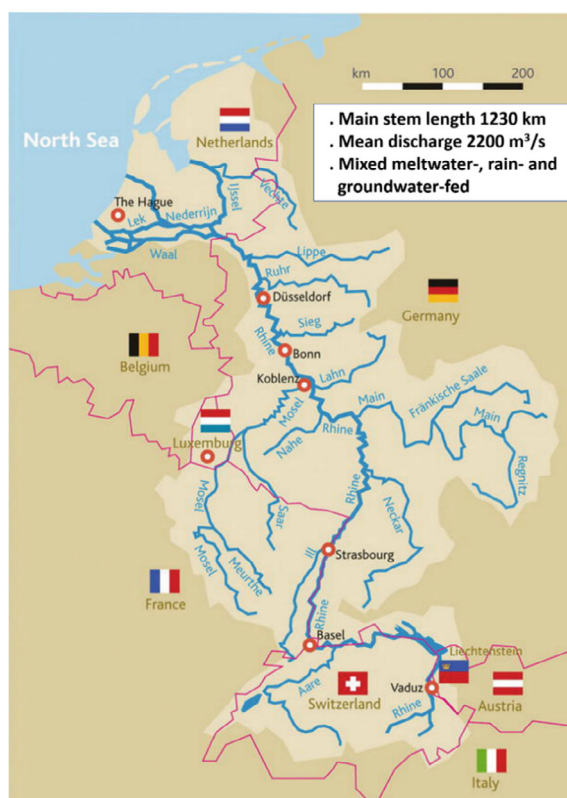 km 100 200
. Main stem length 1230 km
. Mean discharge 2200 m³/s
. Mixed meltwater-, rain- and
groundwater-fed
North Sea
Netherlands
IJssel
Vechte
The Hague
Lek
Nederrijn
Waal
Lippe
Ruhr
Düsseldorf
Germany
Sieg
Rhine
Bonn
Belgium
Koblenz
Lahn
Mosel
Main
Fränkische Saale
Main
Rhine
Nahe
Luxemburg
Regnitz
Rhine
Mosel
Saar
Neckar
Ill
Strasbourg
Mosel
Meurthe
France
Rhine
Basel
Liechtenstein
Aare
Switzerland
Vaduz
Austria
Rhine
Italy